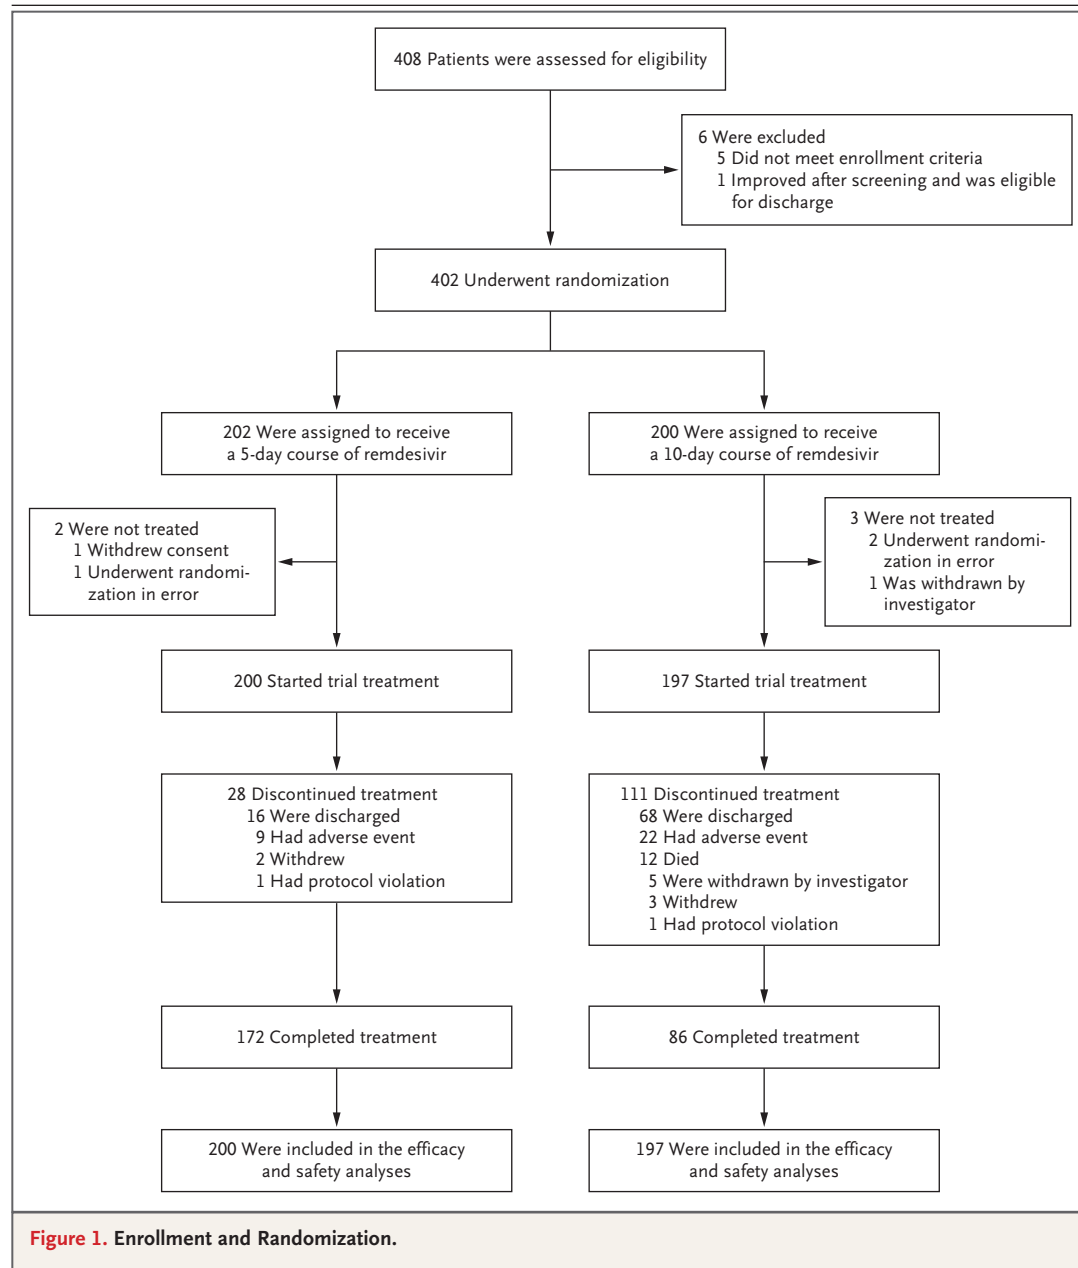 408 Patients were assessed for eligibility
6 Were excluded
5 Did not meet enrollment criteria
1 Improved after screening and was eligible
for discharge
402 Underwent randomization
202 Were assigned to receive
a 5-day course of remdesivir
200 Were assigned to receive
a 10-day course of remdesivir
2 Were not treated
1 Withdrew consent
1 Underwent randomi-
zation in error
3 Were not treated
2 Underwent randomi-
zation in error
1 Was withdrawn by
investigator
200 Started trial treatment
197 Started trial treatment
28 Discontinued treatment
16 Were discharged
9 Had adverse event
2 Withdrew
1 Had protocol violation
111 Discontinued treatment
68 Were discharged
22 Had adverse event
12 Died
5 Were withdrawn by investigator
3 Withdrew
1 Had protocol violation
172 Completed treatment
86 Completed treatment
200 Were included in the efficacy
and safety analyses
197 Were included in the efficacy
and safety analyses
Figure 1. Enrollment and Randomization.